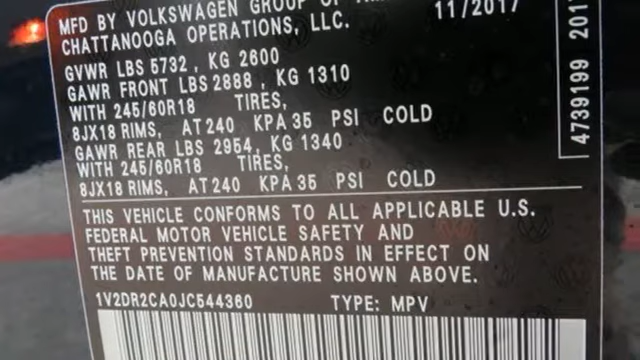 MFD BY VOLKSWAGEN GROUP OF 11/2017
CHATTANOOGA OPERATIONS, LLC.
GVWR LBS 5732, KG 2600
GAWR FRONT LBS 2888, KG 1310
WITH 245/60R18 TIRES,
8JX18 RIMS, AT 240 KPA 35 PSI COLD
GAWR REAR LBS 2954, KG 1340
WITH 245/60R18 TIRES,
8JX18 RIMS, AT 240 KPA 35 PSI COLD
THIS VEHICLE CONFORMS TO ALL APPLICABLE U.S.
FEDERAL MOTOR VEHICLE SAFETY AND
THEFT PREVENTION STANDARDS IN EFFECT ON
THE DATE OF MANUFACTURE SHOWN ABOVE.
1V2DR2CA0JC544360 TYPE: MPV
4739199 201